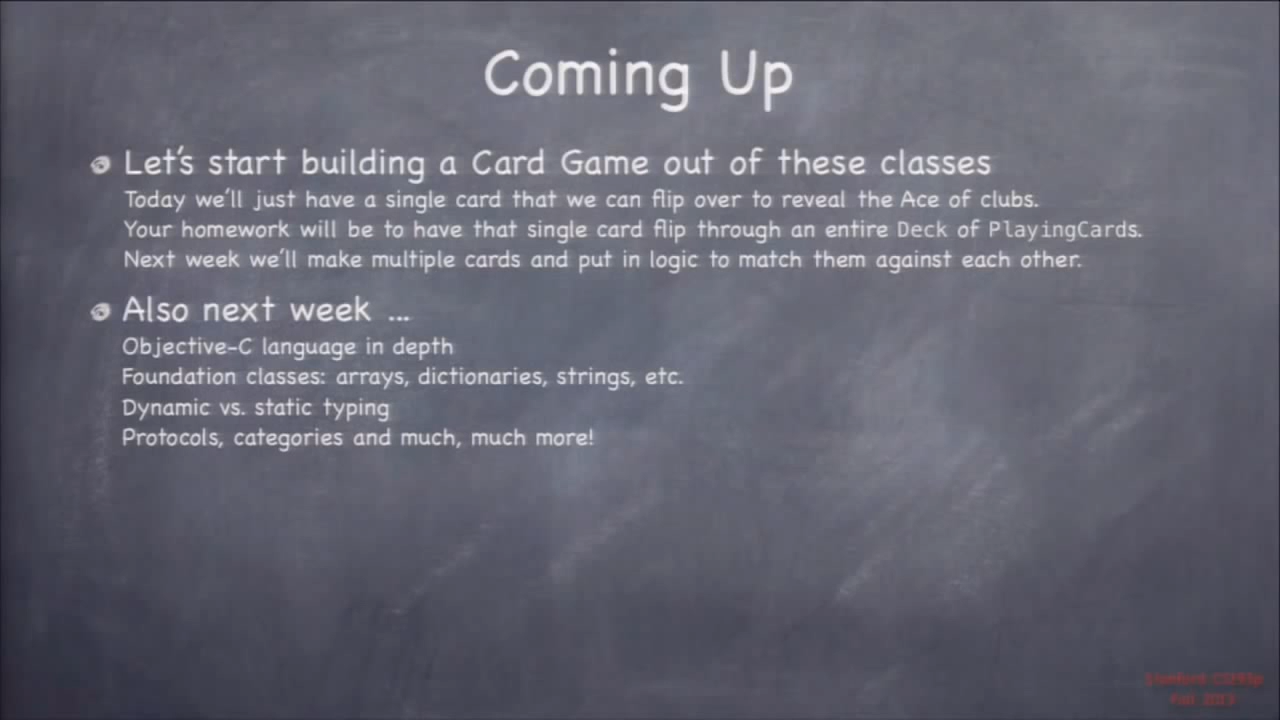 Coming Up
Let's start building a Card Game out of these classes
Today we'll just have a single card that we can flip over to reveal the Ace of clubs.
Your homework will be to have that single card flip through an entire Deck of PlayingCards.
Next week we'll make multiple cards and put in logic to match them against each other.
Also next week ...
Objective-C language in depth
Foundation classes: arrays, dictionaries, strings, etc.
Dynamic vs. static typing
Protocols, categories and much, much more!
Stanford CS193p
Fall 2013